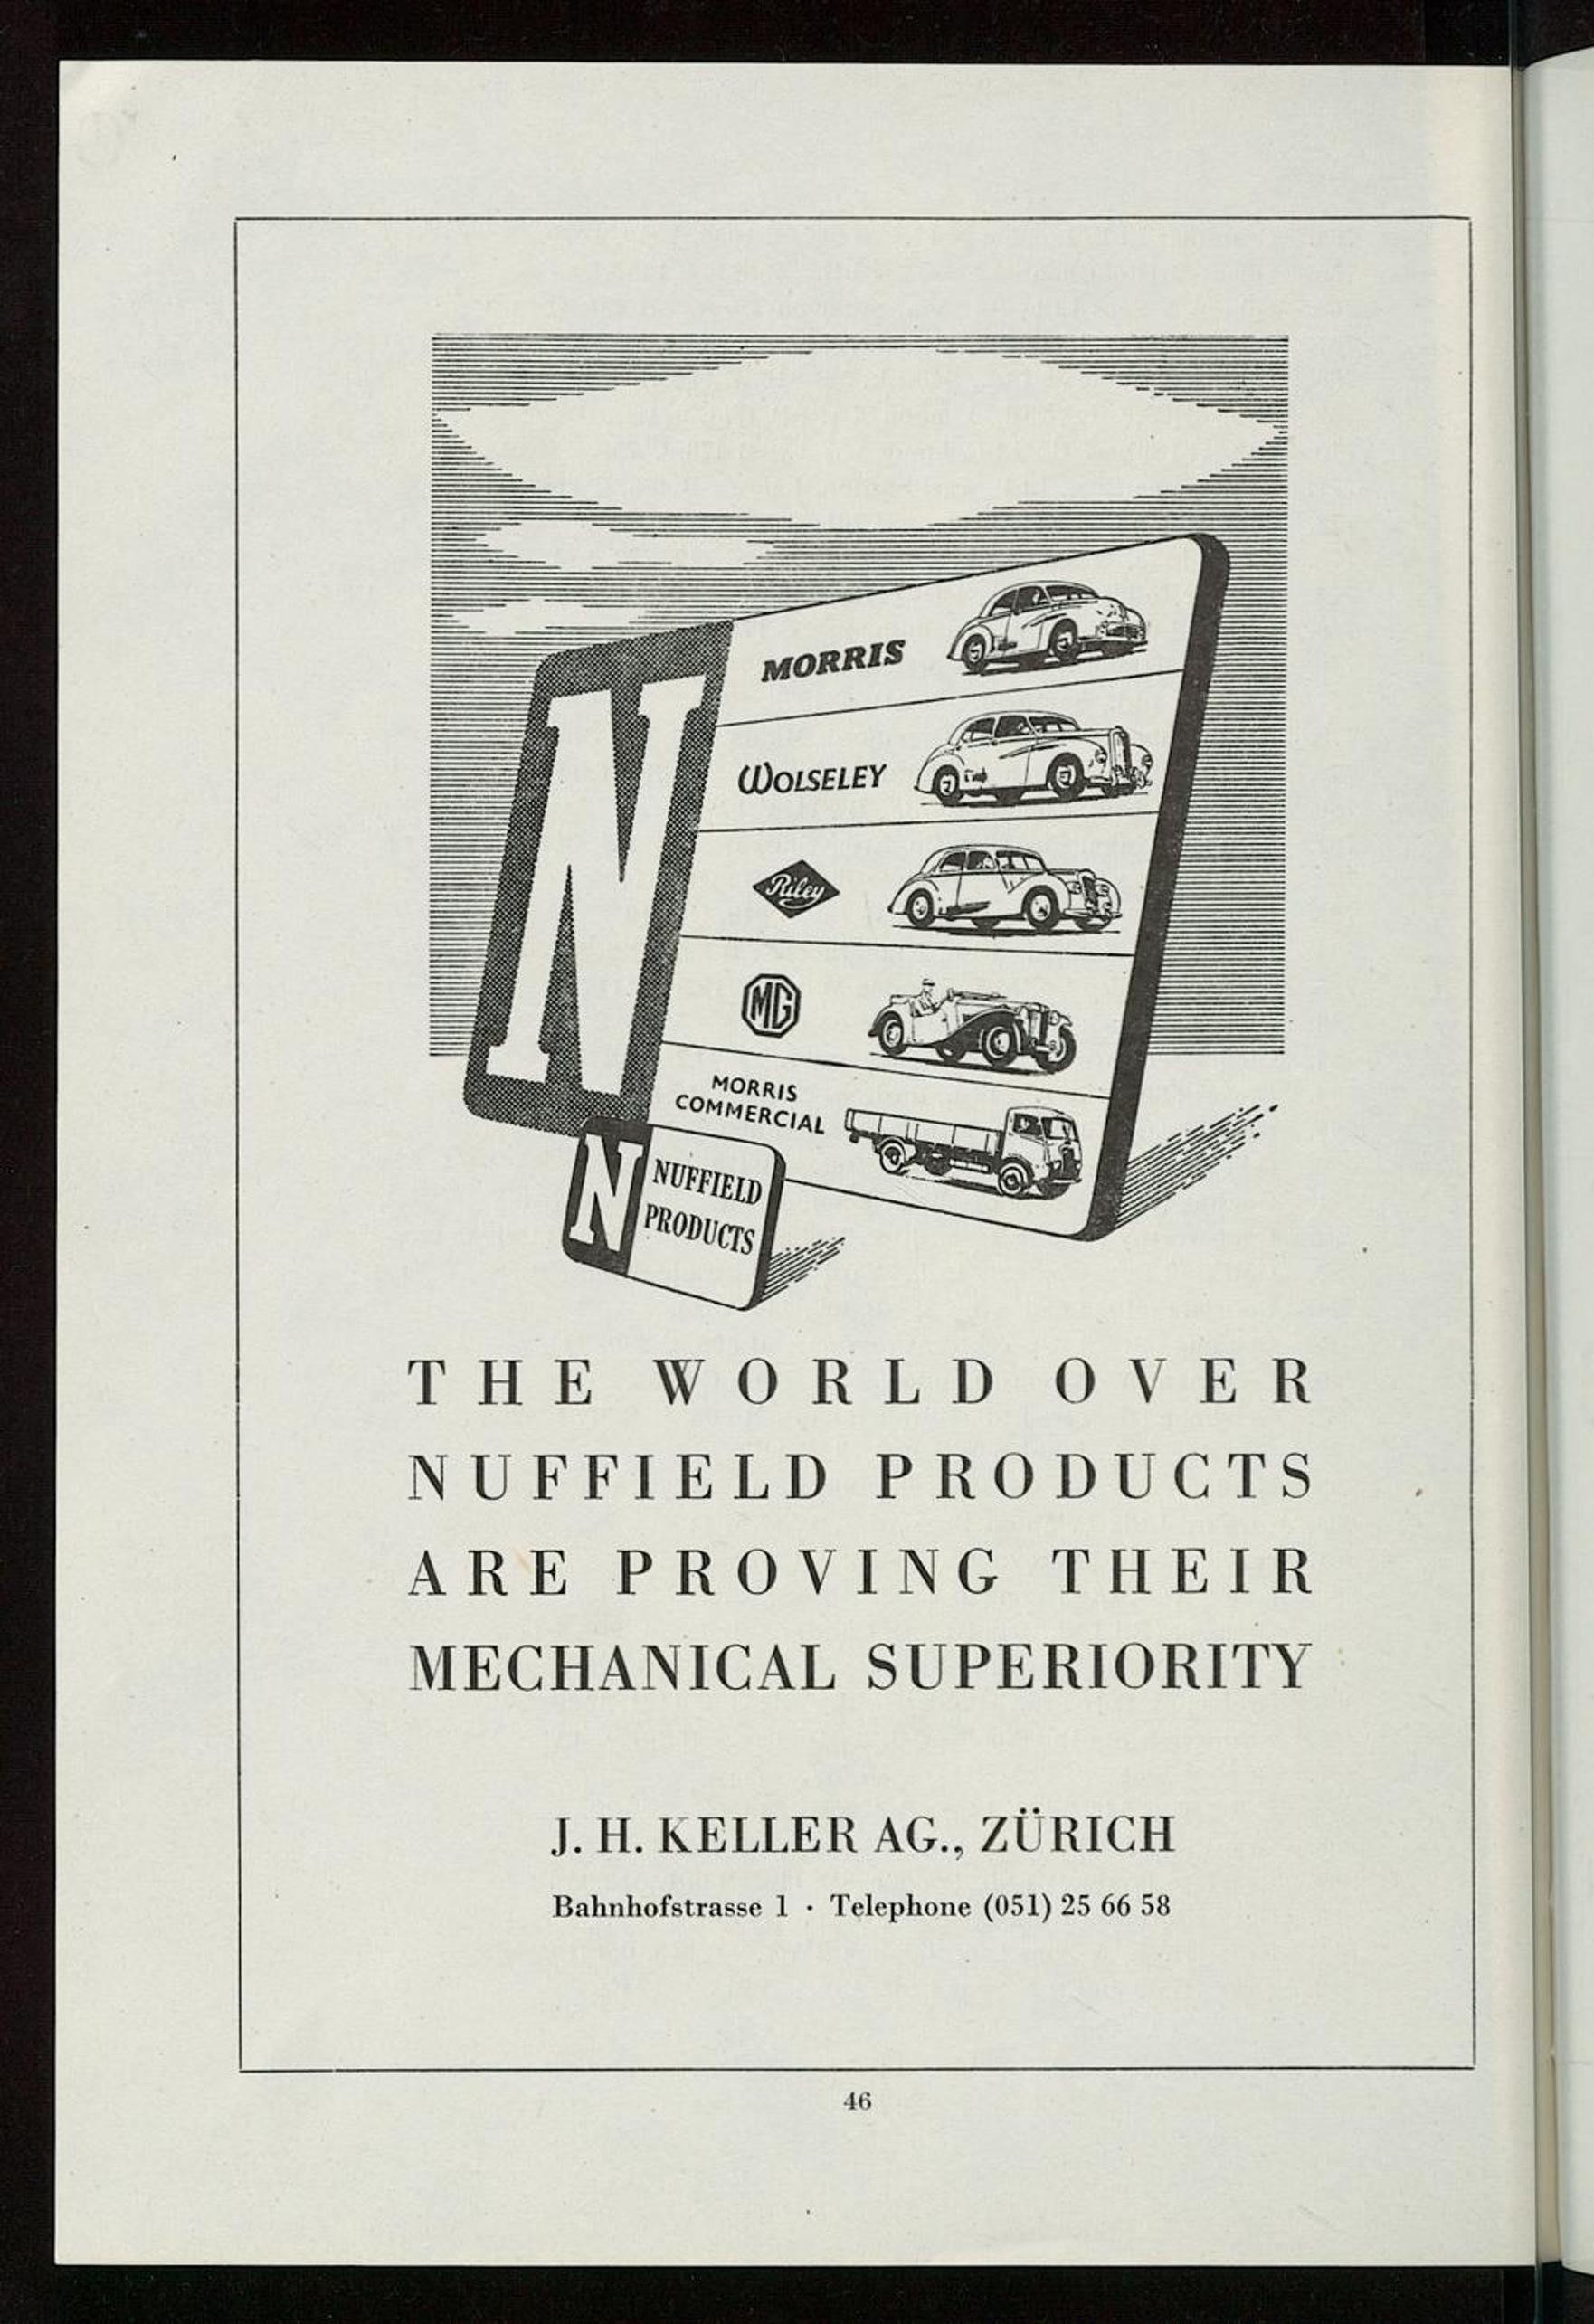 MORRIS
WOLSELEY
Riley
MG
MORRIS
COMMERCIAL
N
N
NUFFIELD
PRODUCTS
THE WORLD OVER
NUFFIELD PRODUCTS
ARE PROVING THEIR
MECHANICAL SUPERIORITY
J. H. KELLER AG., ZÜRICH
Bahnhofstrasse 1 · Telephone (051) 25 66 58
46